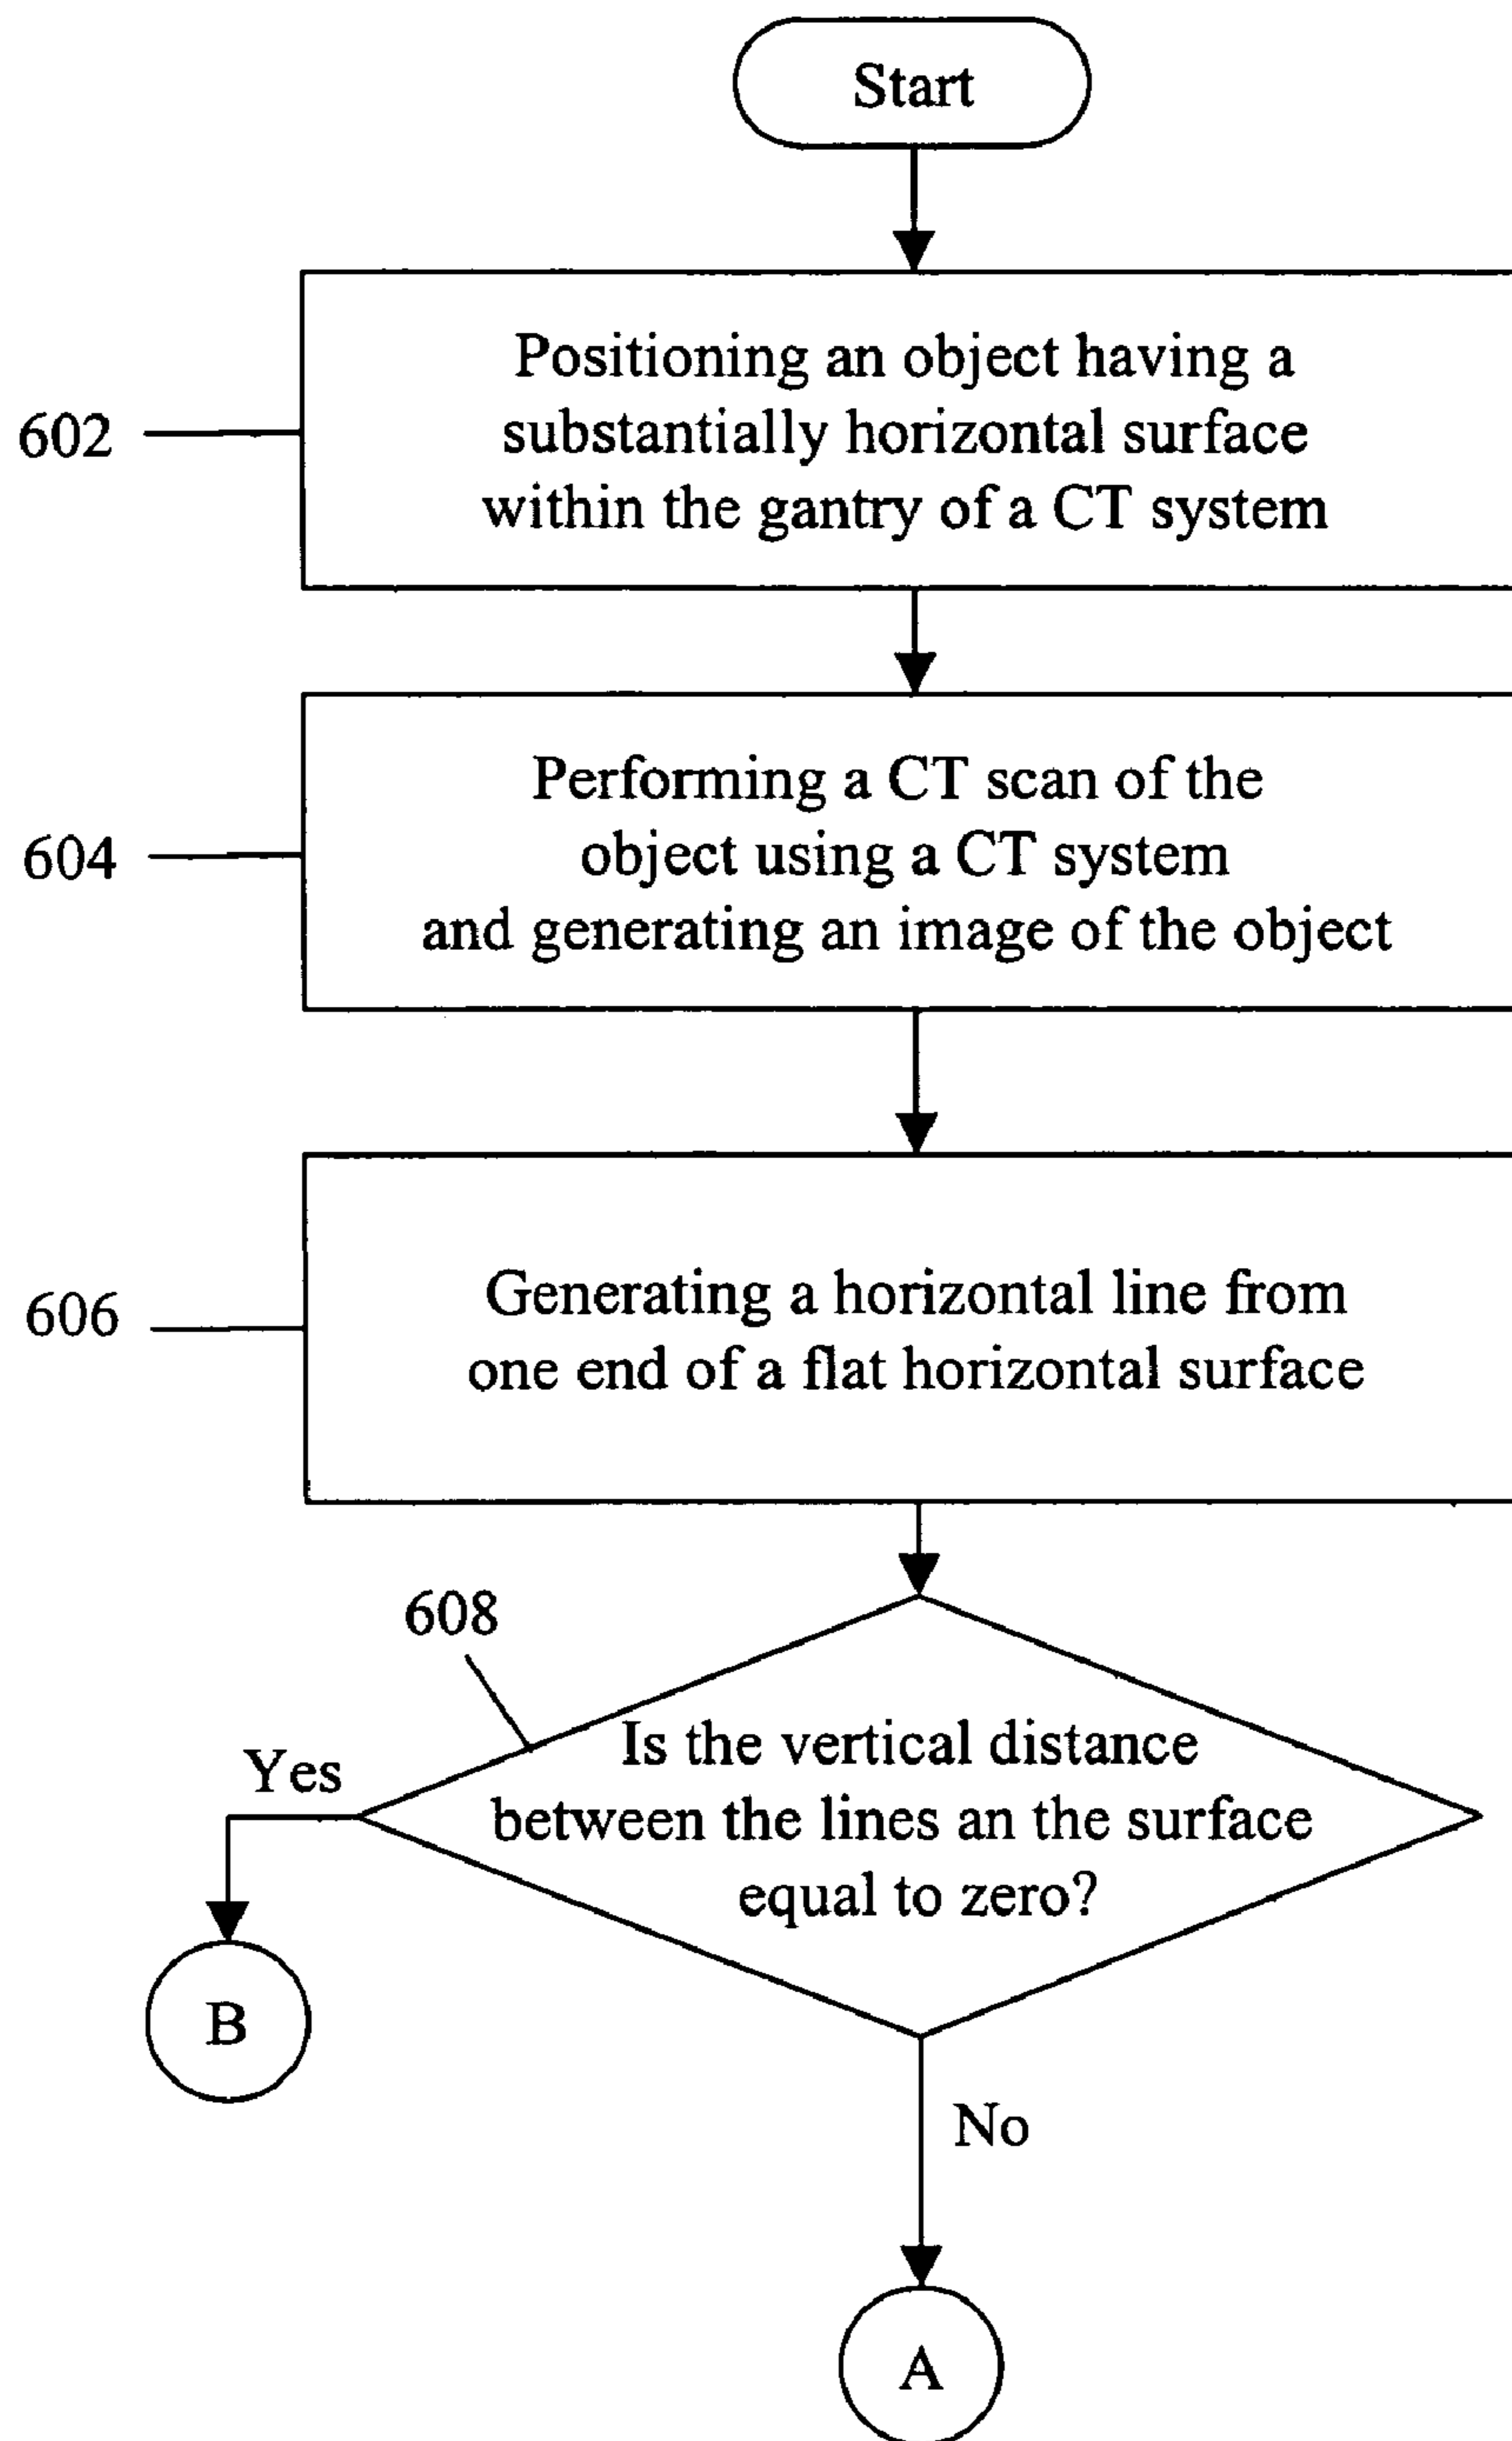 Start
Positioning an object having a
substantially horizontal surface
within the gantry of a CT system
602
Performing a CT scan of the
object using a CT system
and generating an image of the object
604
Generating a horizontal line from
one end of a flat horizontal surface
606
608
Is the vertical distance
between the lines an the surface
equal to zero?
Yes
B
No
A